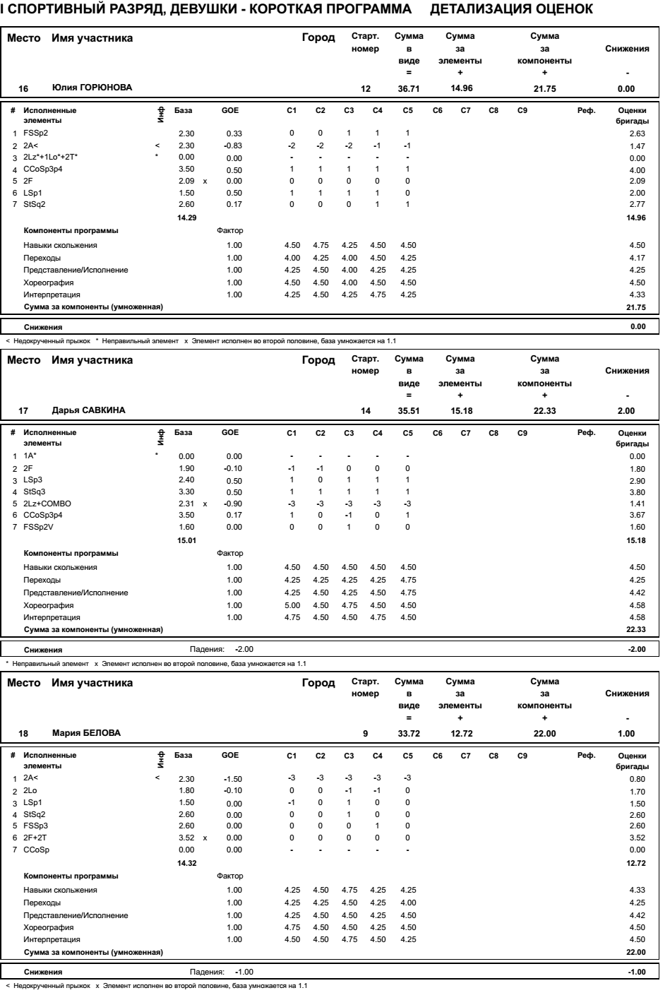 I СПОРТИВНЫЙ РАЗРЯД, ДЕВУШКИ - КОРОТКАЯ ПРОГРАММА ДЕТАЛИЗАЦИЯ ОЦЕНОК
Место Имя участника Город Старт. номер Сумма в виде = Сумма за элементы + Сумма за компоненты + Снижения -
16 Юлия ГОРЮНОВА 12 36.71 14.96 21.75 0.00
# Исполненные элементы Инф База GOE C1 C2 C3 C4 C5 C6 C7 C8 C9 Реф. Оценки бригады
1 FSSp2 2.30 0.33 0 0 1 1 1 2.63
2 2A< < 2.30 -0.83 -2 -2 -2 -1 -1 1.47
3 2Lz*+1Lo*+2T* * 0.00 0.00 - - - - - 0.00
4 CCoSp3p4 3.50 0.50 1 1 1 1 1 4.00
5 2F 2.09 x 0.00 0 0 0 0 0 2.09
6 LSp1 1.50 0.50 1 1 1 1 0 2.00
7 StSq2 2.60 0.17 0 0 0 1 1 2.77
14.29 14.96
Компоненты программы Фактор
Навыки скольжения 1.00 4.50 4.75 4.25 4.50 4.50 4.50
Переходы 1.00 4.00 4.25 4.00 4.50 4.25 4.17
Представление/Исполнение 1.00 4.25 4.50 4.00 4.25 4.25 4.25
Хореография 1.00 4.50 4.50 4.00 4.50 4.50 4.50
Интерпретация 1.00 4.25 4.50 4.25 4.75 4.25 4.33
Сумма за компоненты (умноженная) 21.75
Снижения 0.00
< Недокрученный прыжок * Неправильный элемент x Элемент исполнен во второй половине, база умножается на 1.1
Место Имя участника Город Старт. номер Сумма в виде = Сумма за элементы + Сумма за компоненты + Снижения -
17 Дарья САВКИНА 14 35.51 15.18 22.33 2.00
# Исполненные элементы Инф База GOE C1 C2 C3 C4 C5 C6 C7 C8 C9 Реф. Оценки бригады
1 1A* * 0.00 0.00 - - - - - 0.00
2 2F 1.90 -0.10 -1 -1 0 0 0 1.80
3 LSp3 2.40 0.50 1 0 1 1 1 2.90
4 StSq3 3.30 0.50 1 1 1 1 1 3.80
5 2Lz+COMBO 2.31 x -0.90 -3 -3 -3 -3 -3 1.41
6 CCoSp3p4 3.50 0.17 1 0 -1 0 1 3.67
7 FSSp2V 1.60 0.00 0 0 1 0 0 1.60
15.01 15.18
Компоненты программы Фактор
Навыки скольжения 1.00 4.50 4.50 4.50 4.50 4.50 4.50
Переходы 1.00 4.25 4.25 4.25 4.25 4.75 4.25
Представление/Исполнение 1.00 4.25 4.50 4.25 4.50 4.75 4.42
Хореография 1.00 5.00 4.50 4.75 4.50 4.50 4.58
Интерпретация 1.00 4.75 4.50 4.50 4.75 4.50 4.58
Сумма за компоненты (умноженная) 22.33
Снижения Падения: -2.00 -2.00
* Неправильный элемент x Элемент исполнен во второй половине, база умножается на 1.1
Место Имя участника Город Старт. номер Сумма в виде = Сумма за элементы + Сумма за компоненты + Снижения -
18 Мария БЕЛОВА 9 33.72 12.72 22.00 1.00
# Исполненные элементы Инф База GOE C1 C2 C3 C4 C5 C6 C7 C8 C9 Реф. Оценки бригады
1 2A< < 2.30 -1.50 -3 -3 -3 -3 -3 0.80
2 2Lo 1.80 -0.10 0 0 -1 -1 0 1.70
3 LSp1 1.50 0.00 -1 0 1 0 0 1.50
4 StSq2 2.60 0.00 0 0 1 0 0 2.60
5 FSSp3 2.60 0.00 0 0 0 1 0 2.60
6 2F+2T 3.52 x 0.00 0 0 0 0 0 3.52
7 CCoSp 0.00 0.00 - - - - - 0.00
14.32 12.72
Компоненты программы Фактор
Навыки скольжения 1.00 4.25 4.50 4.75 4.25 4.25 4.33
Переходы 1.00 4.25 4.25 4.50 4.25 4.00 4.25
Представление/Исполнение 1.00 4.25 4.50 4.50 4.25 4.50 4.42
Хореография 1.00 4.75 4.50 4.50 4.25 4.50 4.50
Интерпретация 1.00 4.50 4.50 4.75 4.50 4.25 4.50
Сумма за компоненты (умноженная) 22.00
Снижения Падения: -1.00 -1.00
< Недокрученный прыжок x Элемент исполнен во второй половине, база умножается на 1.1